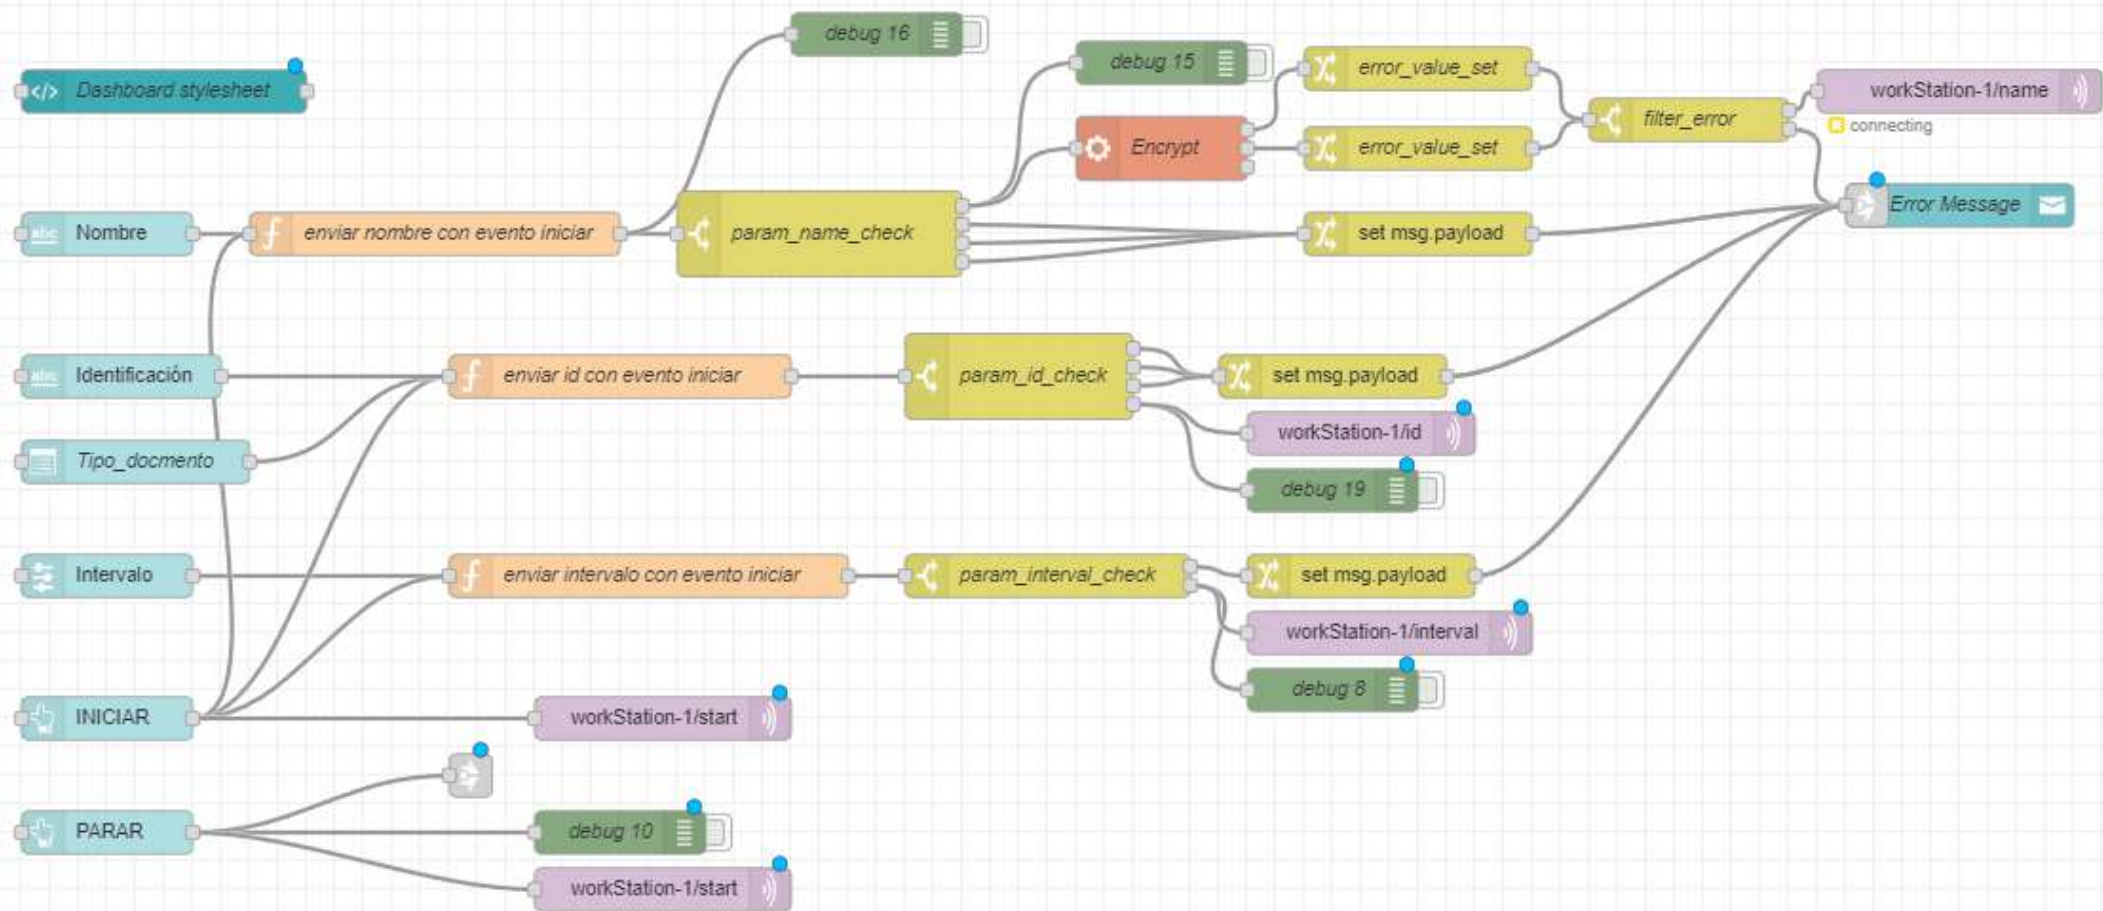 debug 16
debug 15
error_value_set
Dashboard stylesheet
workStation-1/name
filter_error
connecting
Encrypt
error_value_set
Error Message
abc Nombre
enviar nombre con evento iniciar
param_name_check
set msg.payload
abc Identificación
enviar id con evento iniciar
param_id_check
set msg.payload
workStation-1/id
Tipo_docmento
debug 19
Intervalo
enviar intervalo con evento iniciar
param_interval_check
set msg.payload
workStation-1/interval
debug 8
INICIAR
workStation-1/start
PARAR
debug 10
workStation-1/start